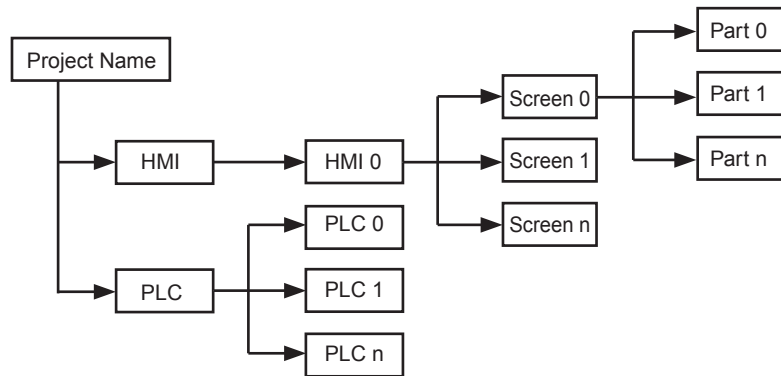 Project Name
HMI
HMI 0
Screen 0
Screen 1
Screen n
Part 0
Part 1
Part n
PLC
PLC 0
PLC 1
PLC n